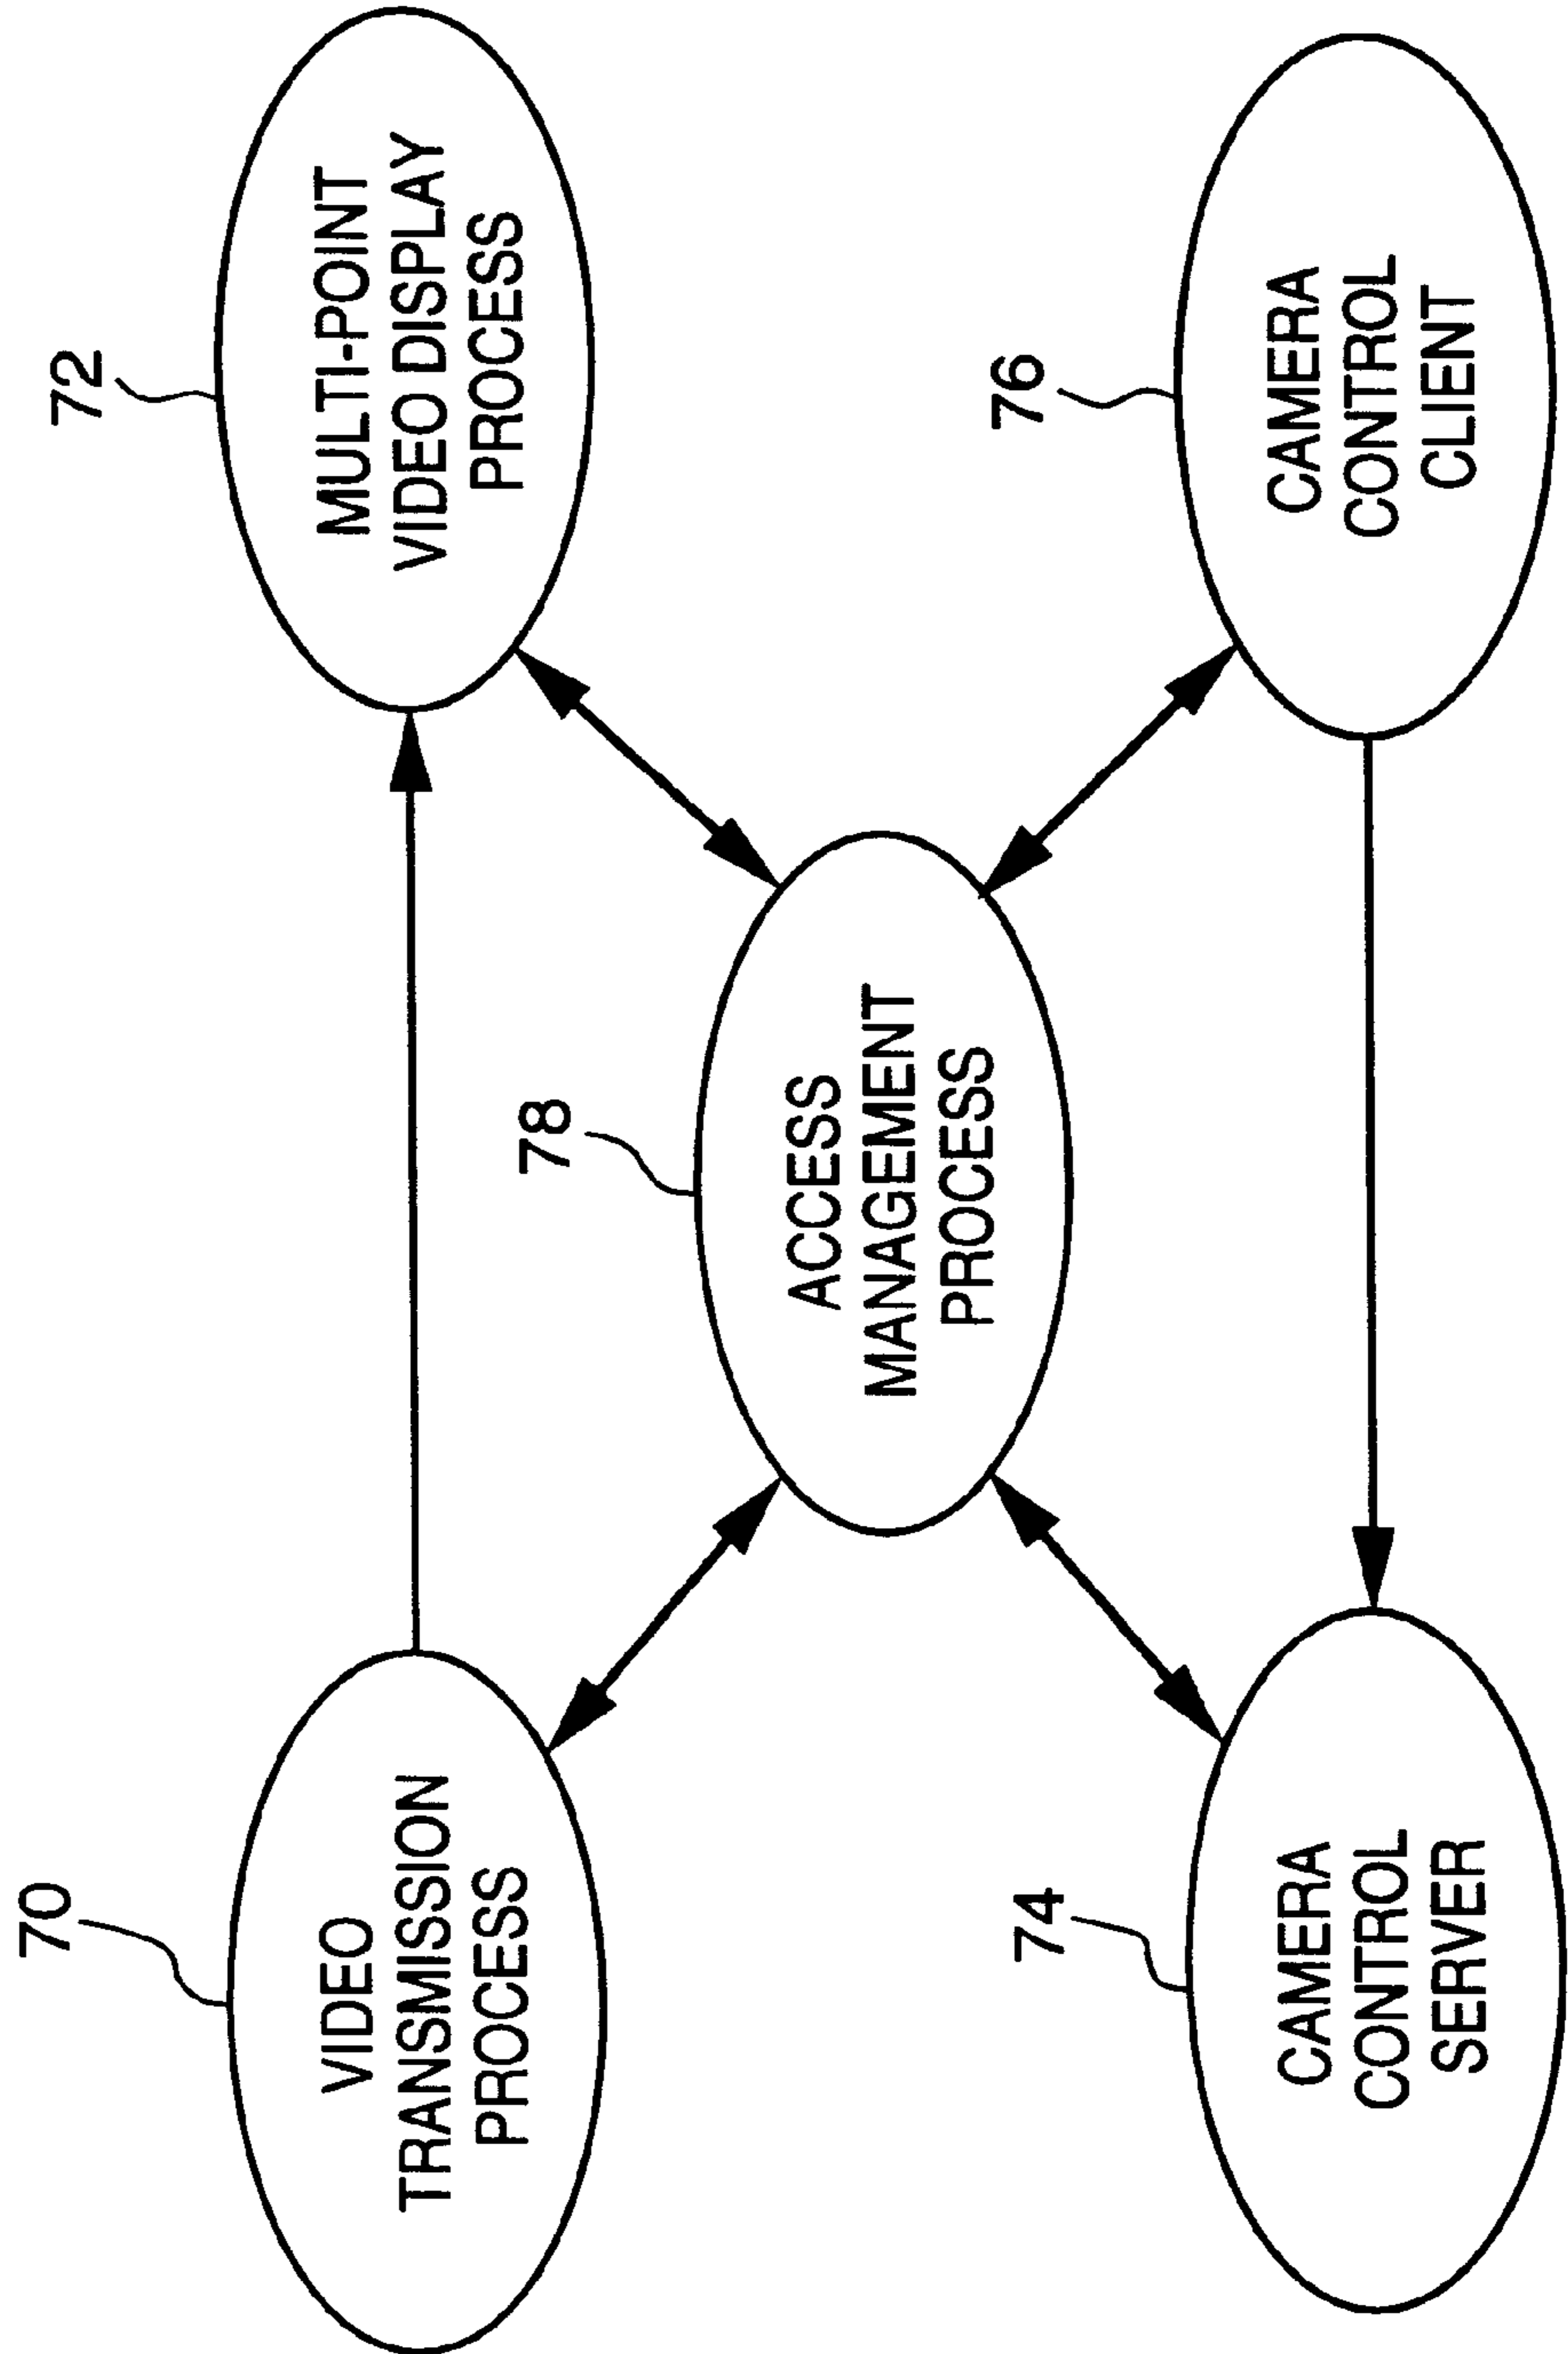 70
VIDEO
TRANSMISSION
PROCESS
72
MULTI-POINT
VIDEO DISPLAY
PROCESS
78
ACCESS
MANAGEMENT
PROCESS
74
CAMERA
CONTROL
SERVER
76
CAMERA
CONTROL
CLIENT